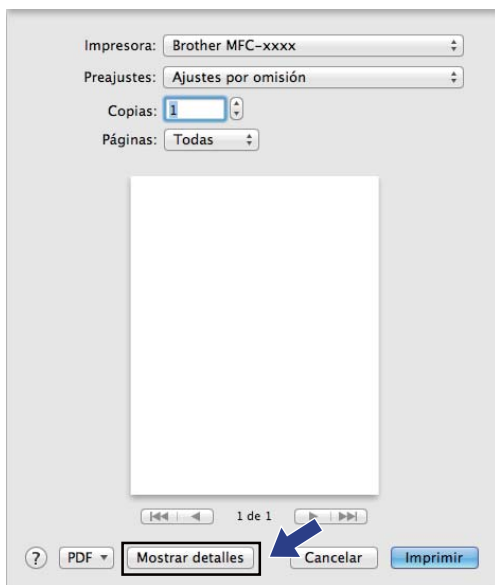 Impresora: Brother MFC-xxxx
Preajustes: Ajustes por omisión
Copias: 1
Páginas: Todas
1 de 1
? PDF Mostrar detalles Cancelar Imprimir